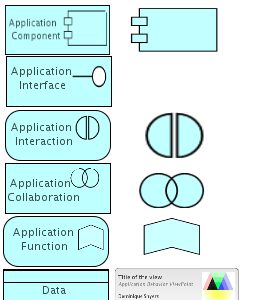 Application
Component
Application
Interface
Application
Interaction
Application
Collaboration
Application
Function
Data
Title of the view
Application Behavior Viewpoint
Dominique Snyers